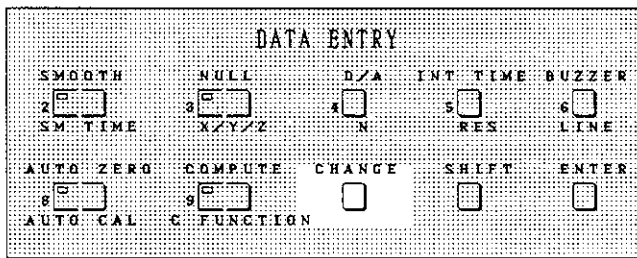 DATA ENTRY
SMOOTH NULL D/A INT TIME BUZZER
2 3 4 5 6
SM TIME X/Y/Z N RES LINE
AUTO ZERO COMPUTE CHANGE SHIFT ENTER
8 9
AUTO CAL C FUNCTION